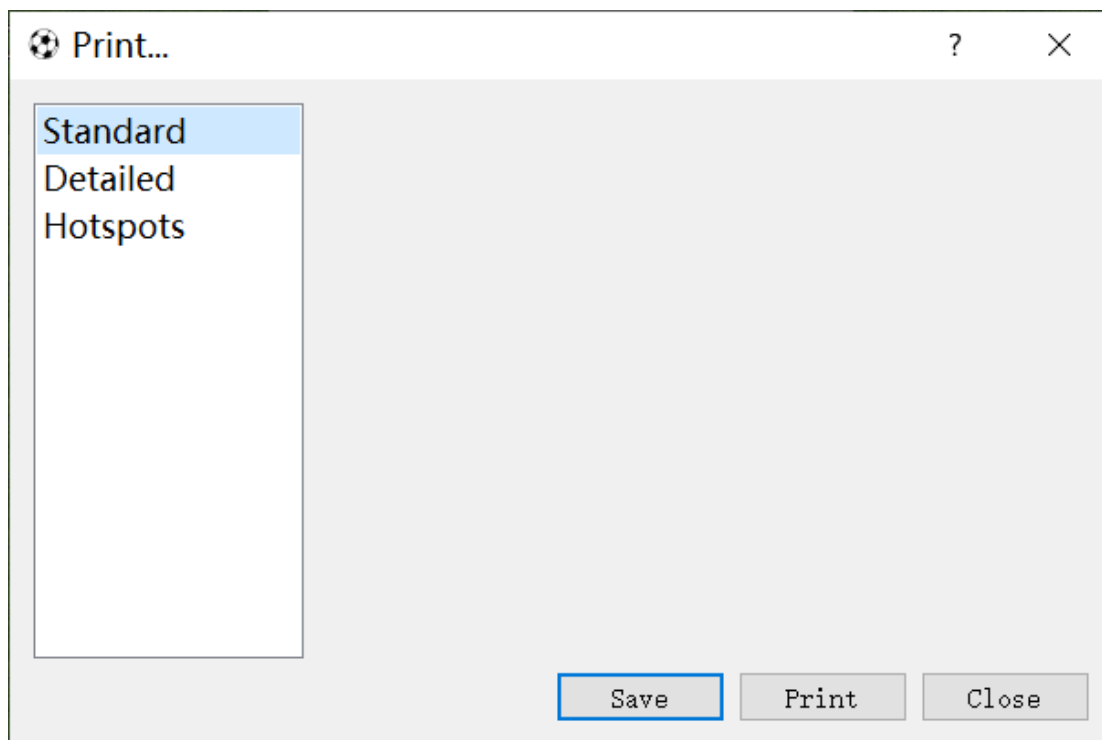 Print...
Standard
Detailed
Hotspots
Save Print Close